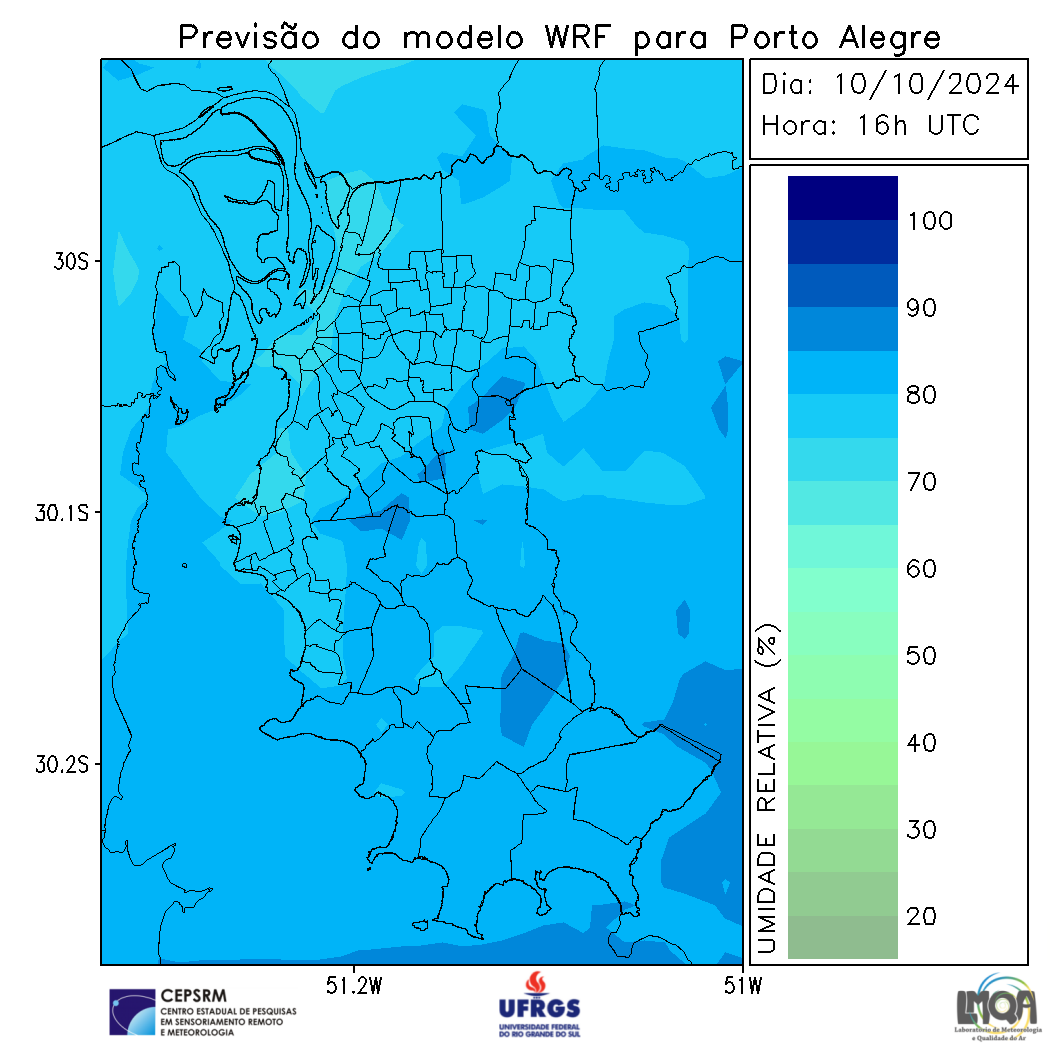 Previsão do modelo WRF para Porto Alegre
Dia: 10/10/2024
Hora: 16h UTC
100
90
80
70
60
50
40
30
20
UMIDADE RELATIVA (%)
30S
30.1S
30.2S
51.2W
51W
CEPSRM
CENTRO ESTADUAL DE PESQUISAS
EM SENSORIAMENTO REMOTO
E METEOROLOGIA
UFRGS
UNIVERSIDADE FEDERAL
DO RIO GRANDE DO SUL
LMQA
Laboratório de Meteorologia
e Qualidade do Ar